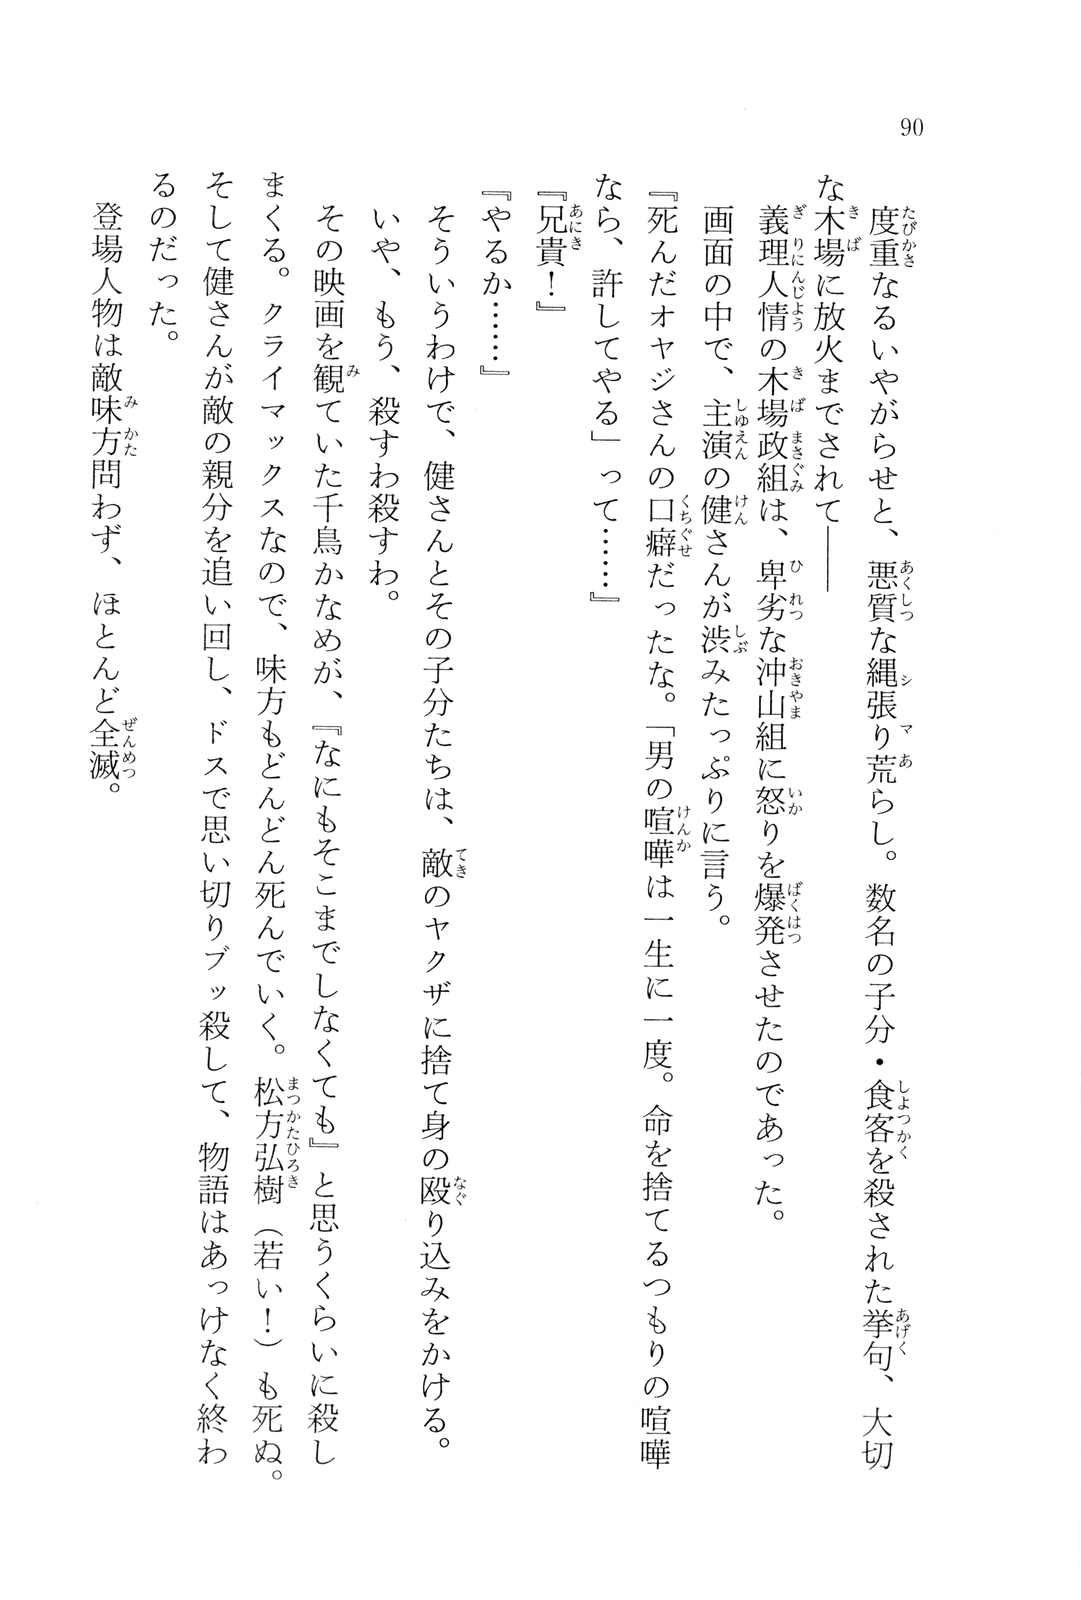 90
度重なるいやがらせと、悪質な縄張り荒らし。数名の子分・食客を殺された挙句、大切
な木場に放火までされて――
義理人情の木場政組は、卑劣な沖山組に怒りを爆発させたのであった。
画面の中で、主演の健さんが渋みたっぷりに言う。
『死んだオヤジさんの口癖だったな。「男の喧嘩は一生に一度。命を捨てるつもりの喧嘩
なら、許してやる」って……』
『兄貴！』
『やるか……』
そういうわけで、健さんとその子分たちは、敵のヤクザに捨て身の殴り込みをかける。
いや、もう、殺すわ殺すわ。
その映画を観ていた千鳥かなめが、『なにもそこまでしなくても』と思うくらいに殺し
まくる。クライマックスなので、味方もどんどん死んでいく。松方弘樹（若い！）も死ぬ。
そして健さんが敵の親分を追い回し、ドスで思い切りブッ殺して、物語はあっけなく終わ
るのだった。
登場人物は敵味方問わず、ほとんど全滅。